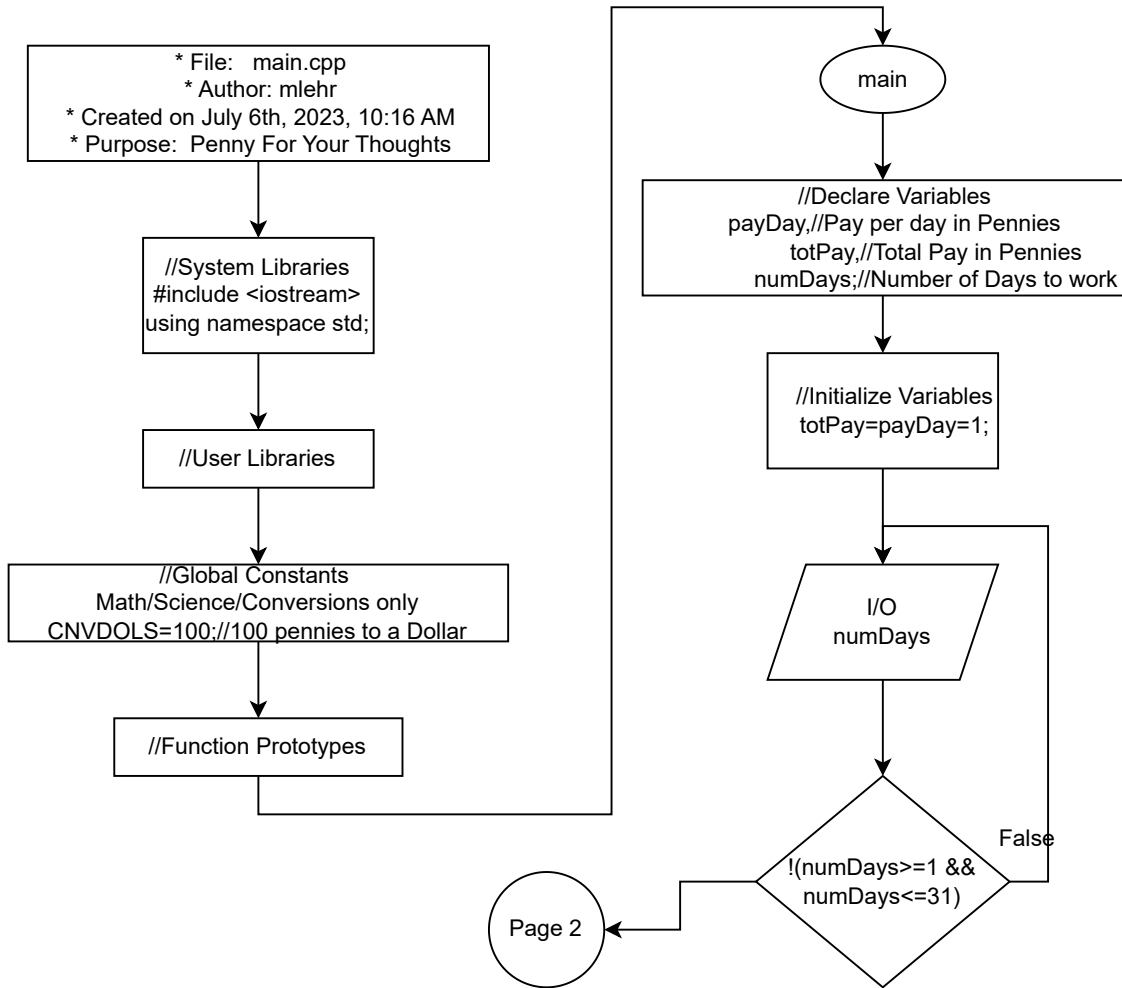 * File:   main.cpp
* Author: mlehr
* Created on July 6th, 2023, 10:16 AM
* Purpose:  Penny For Your Thoughts
//System Libraries
#include <iostream>
using namespace std;
//User Libraries
//Global Constants
Math/Science/Conversions only
CNVDOLS=100;//100 pennies to a Dollar
//Function Prototypes
main
//Declare Variables
payDay,//Pay per day in Pennies
totPay,//Total Pay in Pennies
numDays;//Number of Days to work
//Initialize Variables
totPay=payDay=1;
I/O
numDays
!(numDays>=1 &&
numDays<=31)
False
Page 2